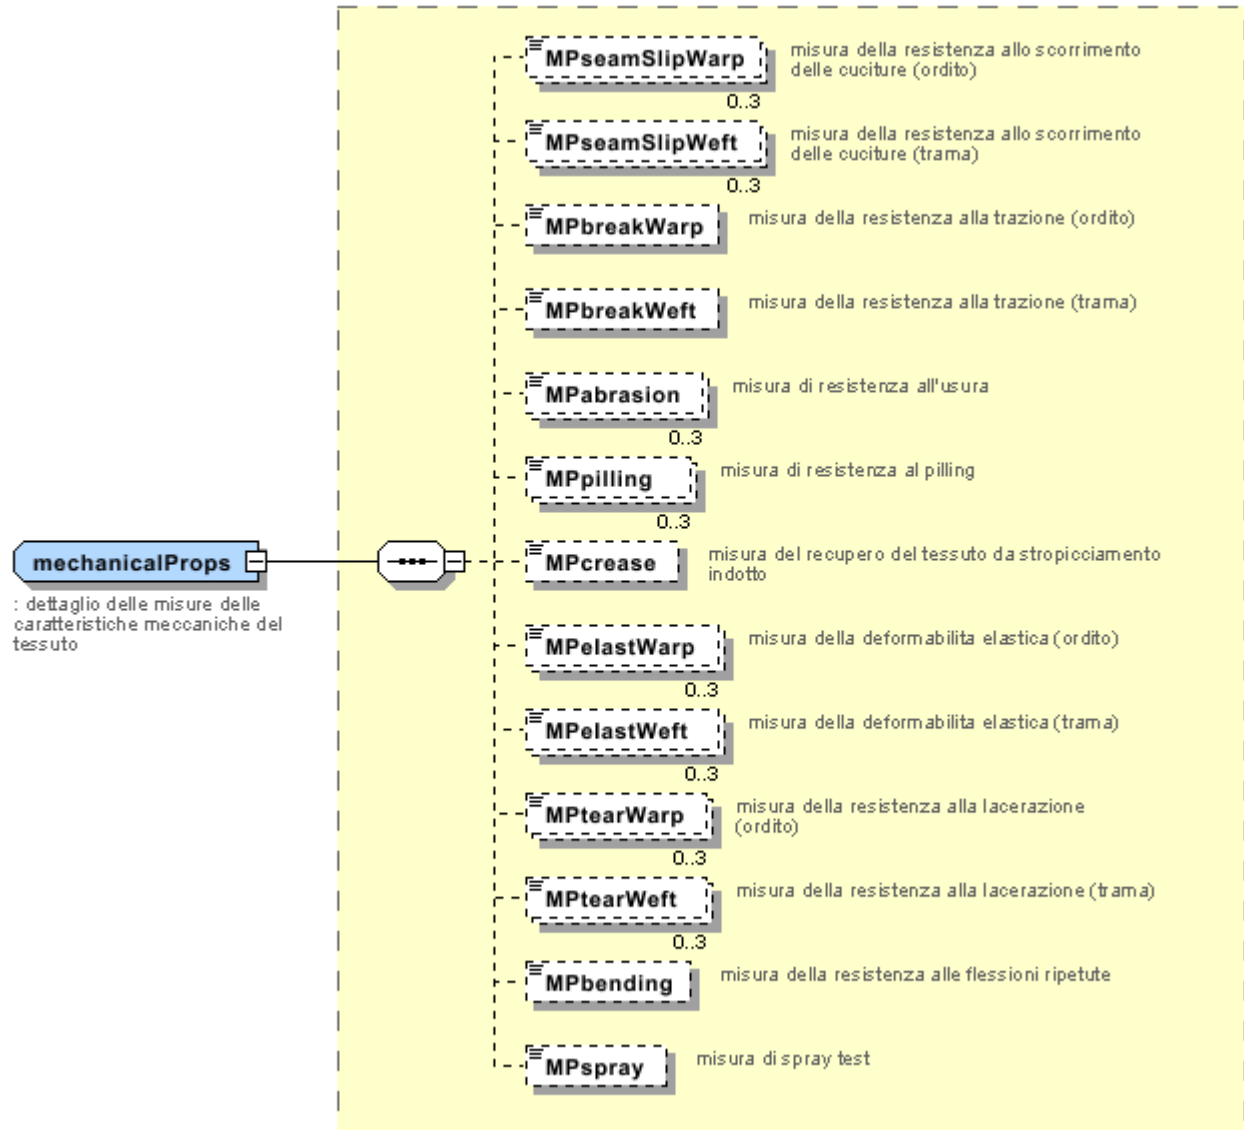 MPseamSlipWarp
misura della resistenza allo scorrimento
delle cuciture (ordito)
0..3
MPseamSlipWeft
misura della resistenza allo scorrimento
delle cuciture (trama)
0..3
MPbreakWarp
misura della resistenza alla trazione (ordito)
MPbreakWeft
misura della resistenza alla trazione (trama)
MPabrasion
misura di resistenza all'usura
0..3
MPpilling
misura di resistenza al pilling
0..3
mechanicalProps
: dettaglio delle misure delle
caratteristiche meccaniche del
tessuto
MPcrease
misura del recupero del tessuto da stropicciamento
indotto
MPelastWarp
misura della deformabilita elastica (ordito)
0..3
MPelastWeft
misura della deformabilita elastica (trama)
0..3
MPtearWarp
misura della resistenza alla lacerazione
(ordito)
0..3
MPtearWeft
misura della resistenza alla lacerazione (trama)
0..3
MPbending
misura della resistenza alle flessioni ripetute
MPspray
misura di spray test